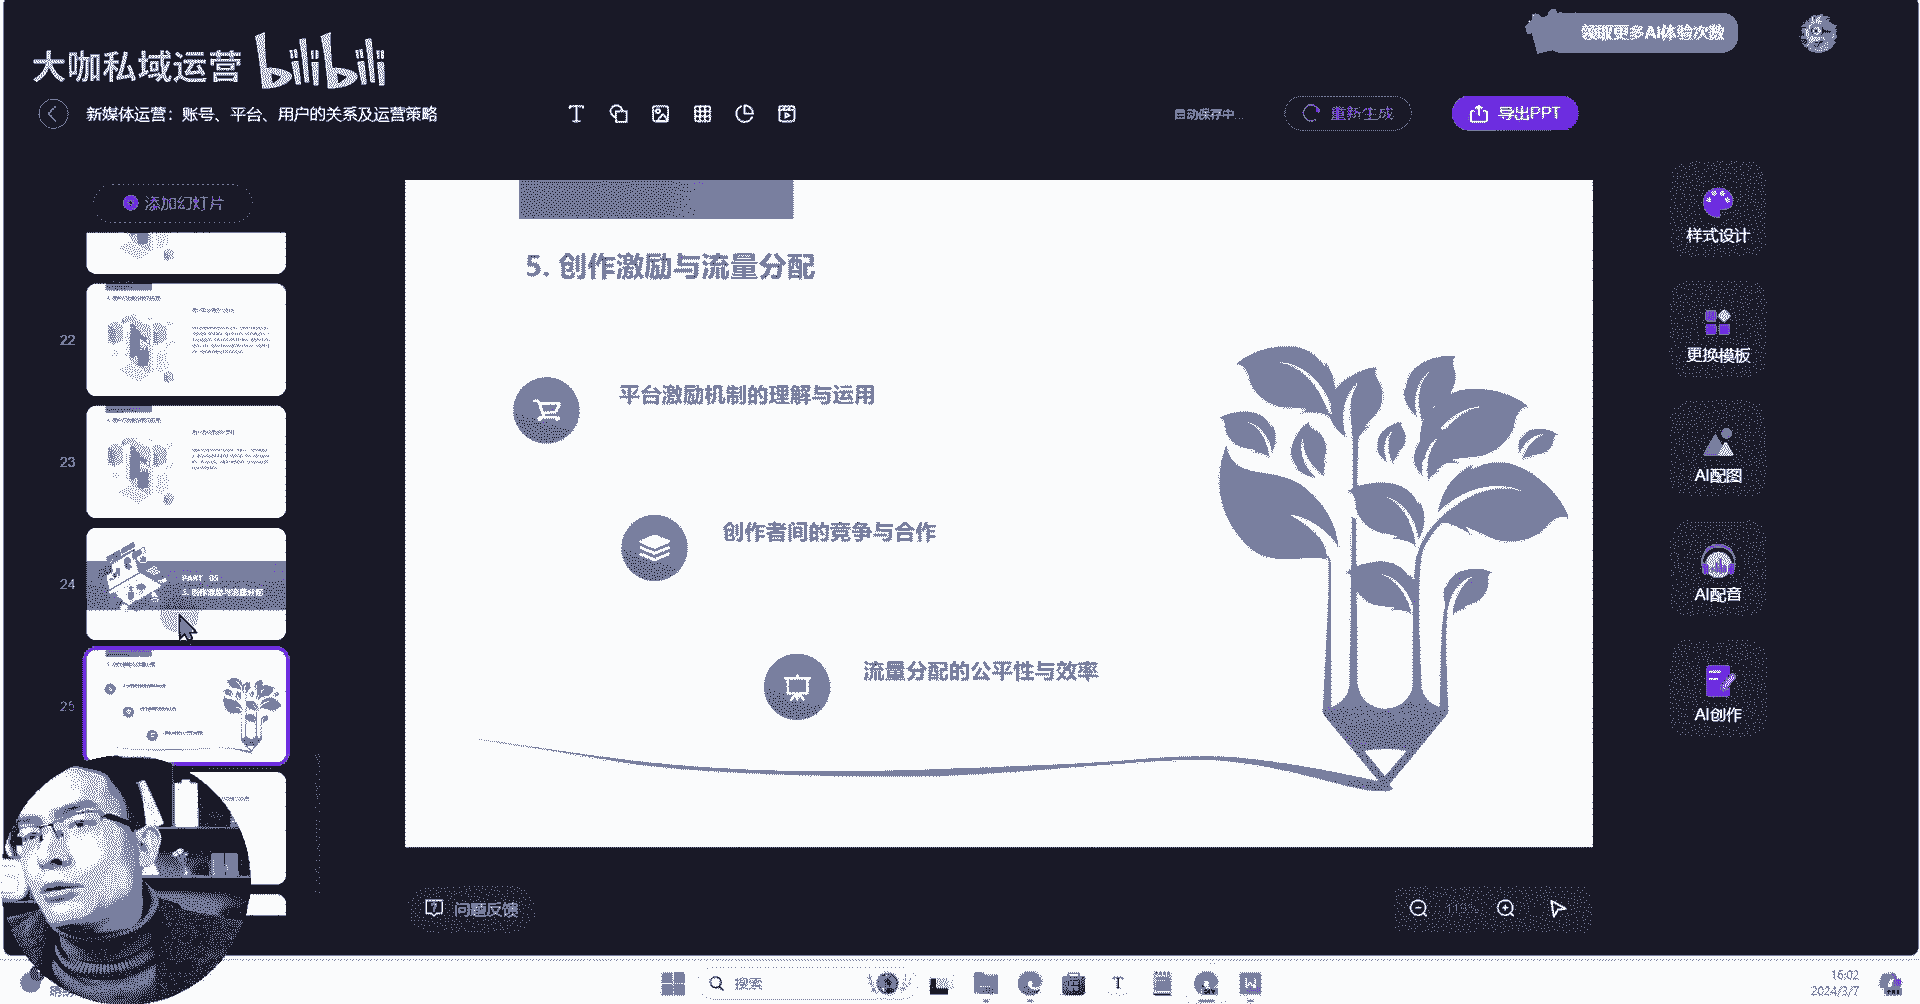 领取更多AI体验次数
大咖私域运营 bilibili
新媒体运营：账号、平台、用户的关系及运营策略
自动保存中...
重新生成
导出PPT
添加幻灯片
22
23
24
PART 05
5. 创作激励与流量分配
25
5. 创作激励与流量分配
平台激励机制的理解与运用
创作者间的竞争与合作
流量分配的公平性与效率
样式设计
更换模板
AI配图
AI配音
AI创作
问题反馈
搜索
16:02
2024/3/7